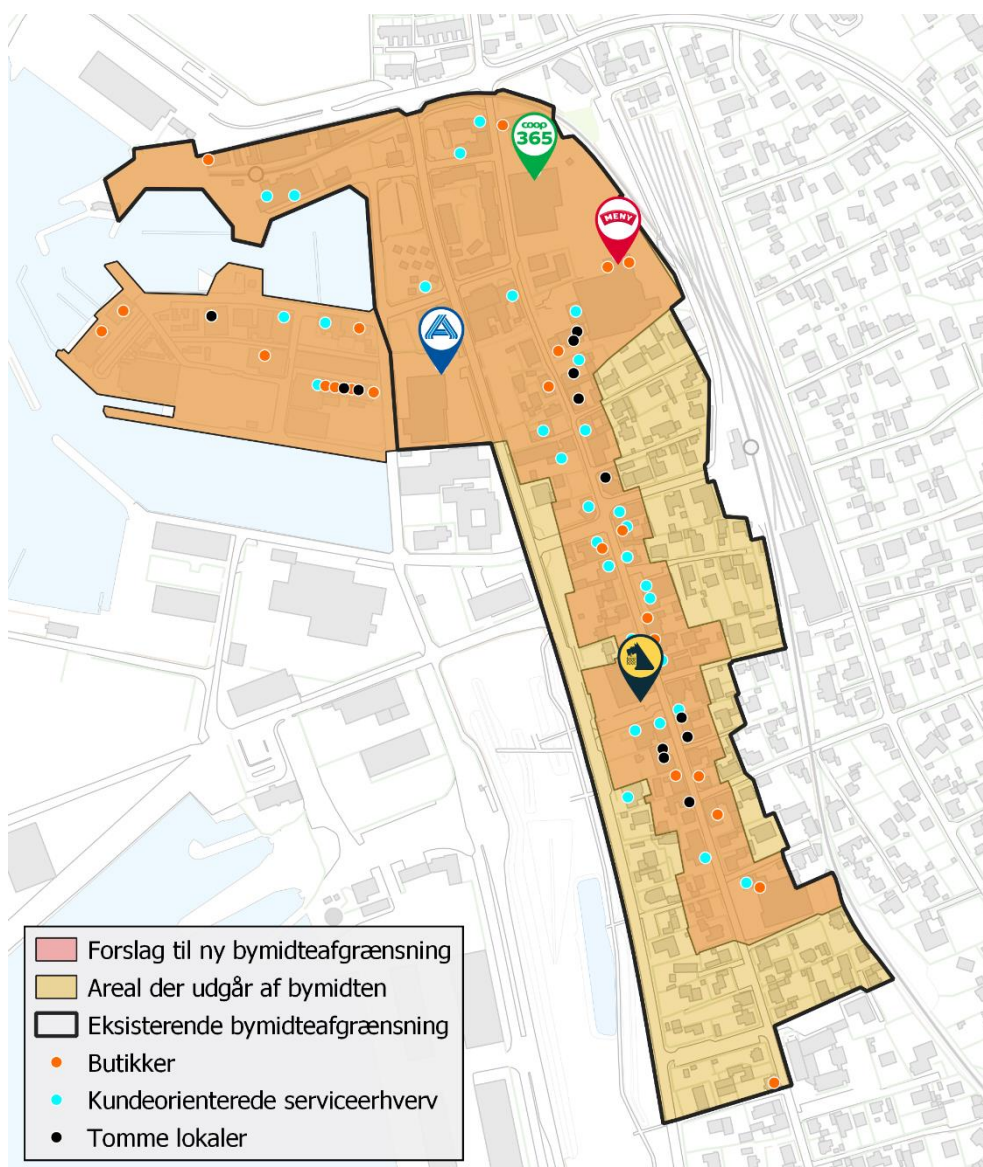 coop
365
MENY
Forslag til ny bymidteafgrænsning
Areal der udgår af bymidten
Eksisterende bymidteafgrænsning
Butikker
Kundeorienterede serviceerhverv
Tomme lokaler